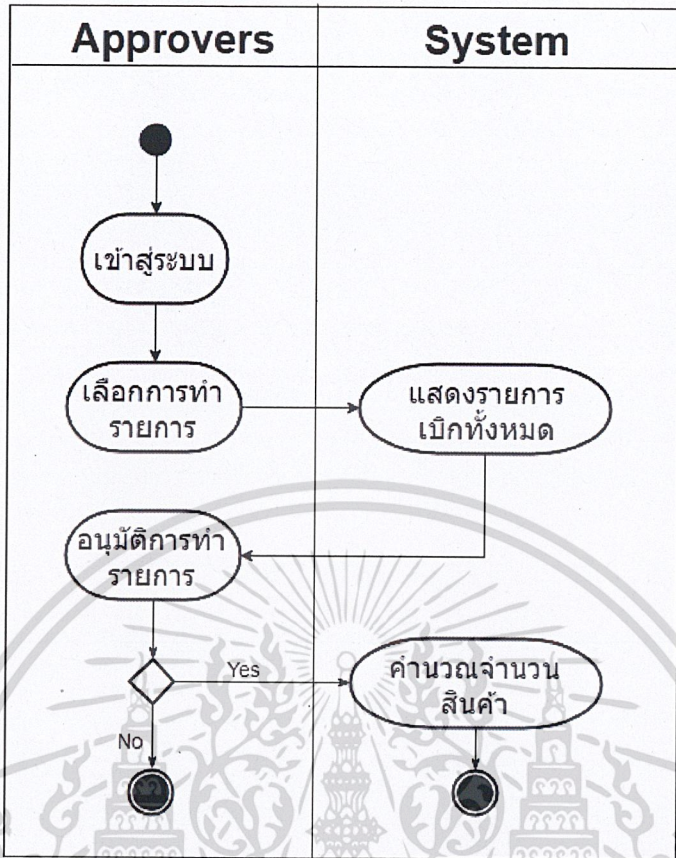 Approvers
System
เข้าสู่ระบบ
เลือกการทำ
รายการ
แสดงรายการ
เบิกทั้งหมด
อนุมัติการทำ
รายการ
Yes
คำนวณจำนวน
สินค้า
No